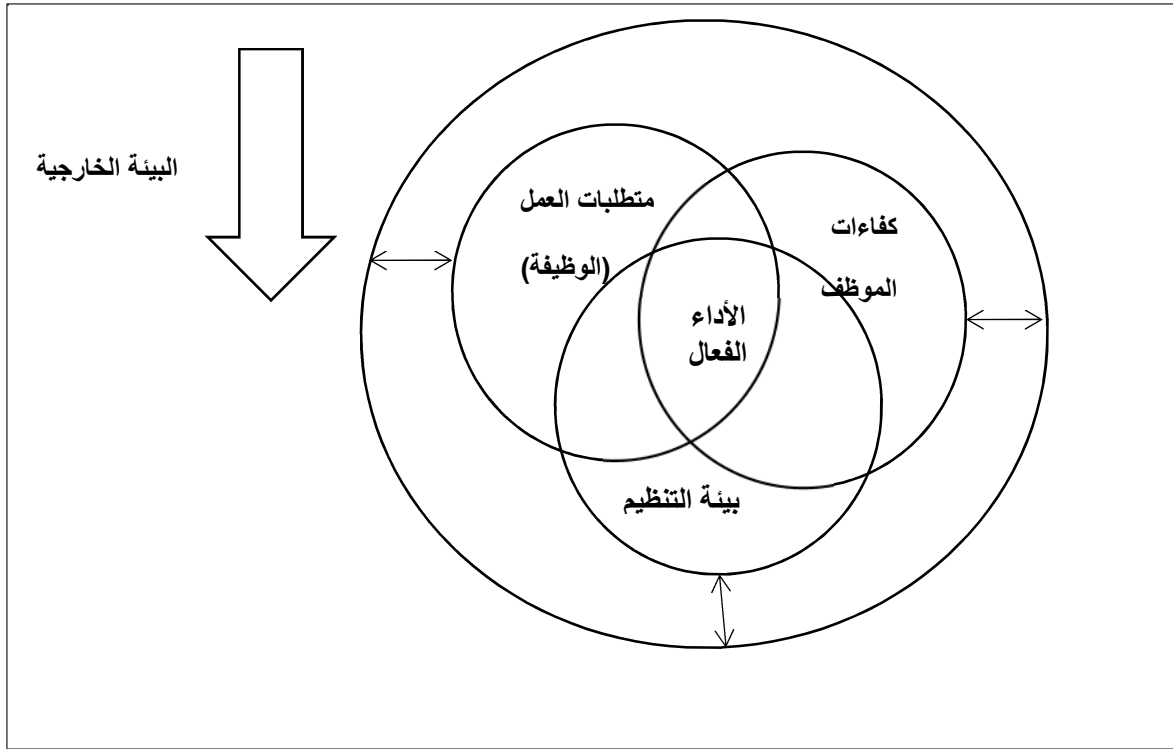 البيئة الخارجية
كفاءات
الموظف
متطلبات العمل
(الوظيفة)
الأداء
الفعال
بيئة التنظيم